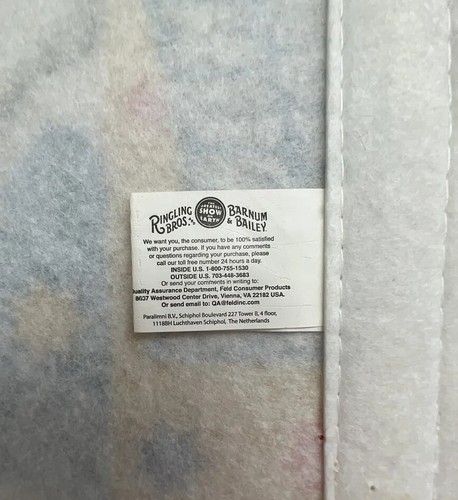 RINGLING BROS. THE GREATEST SHOW ON EARTH BARNUM & BAILEY
We want you, the consumer, to be 100% satisfied
with your purchase. If you have any comments
or questions regarding your purchase, please
call our toll free number 24 hours a day.
INSIDE U.S. 1-800-755-1530
OUTSIDE U.S. 703-448-3683
Or send your comments in writing to:
uality Assurance Department, Feld Consumer Products
8607 Westwood Center Drive, Vienna, VA 22182 USA.
Or send email to: QA@feldinc.com
Paralimni B.V., Schiphol Boulevard 227 Tower B, 4 floor,
1118BH Luchthaven Schiphol, The Netherlands